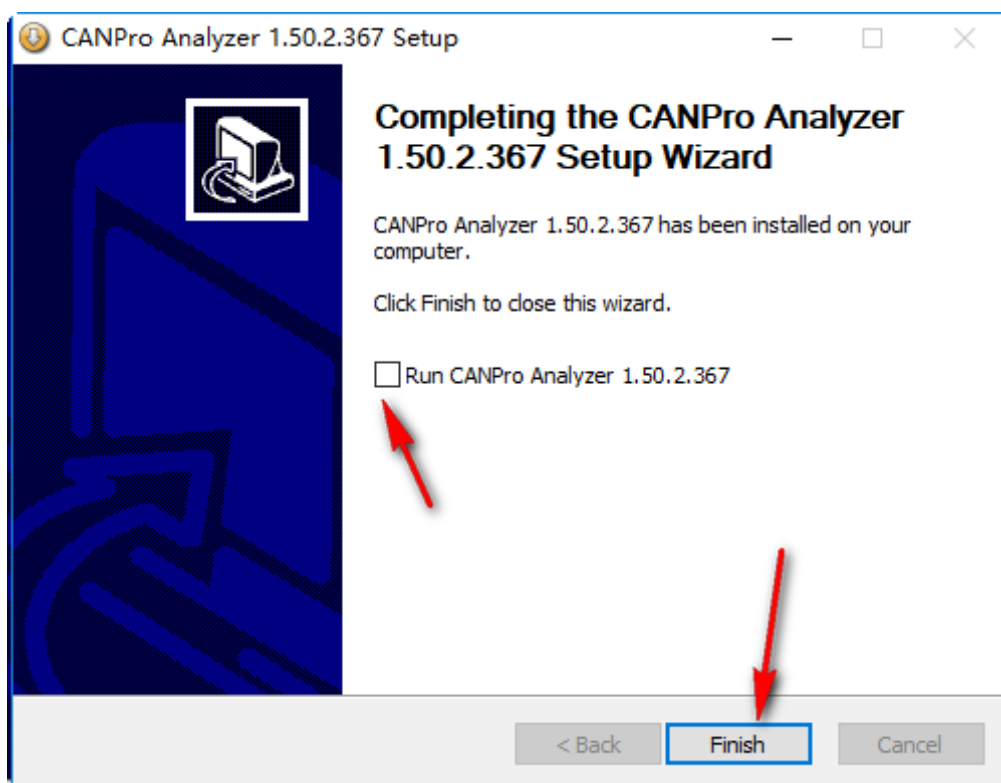 CANPro Analyzer 1.50.2.367 Setup
Completing the CANPro Analyzer
1.50.2.367 Setup Wizard
CANPro Analyzer 1.50.2.367 has been installed on your
computer.
Click Finish to close this wizard.
Run CANPro Analyzer 1.50.2.367
< Back Finish Cancel